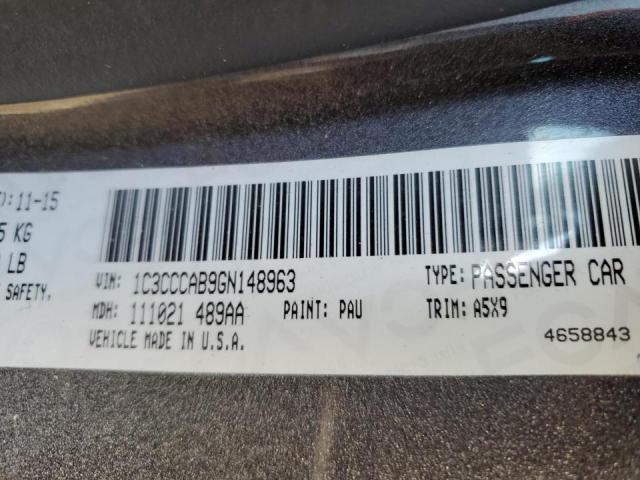 ): 11-15
5 KG
LB
SAFETY.
VIN: 1C3CCCAB9GN148963
TYPE: PASSENGER CAR
MDH: 111021 489AA
PAINT: PAU
TRIM: A5X9
VEHICLE MADE IN U.S.A.
4658843